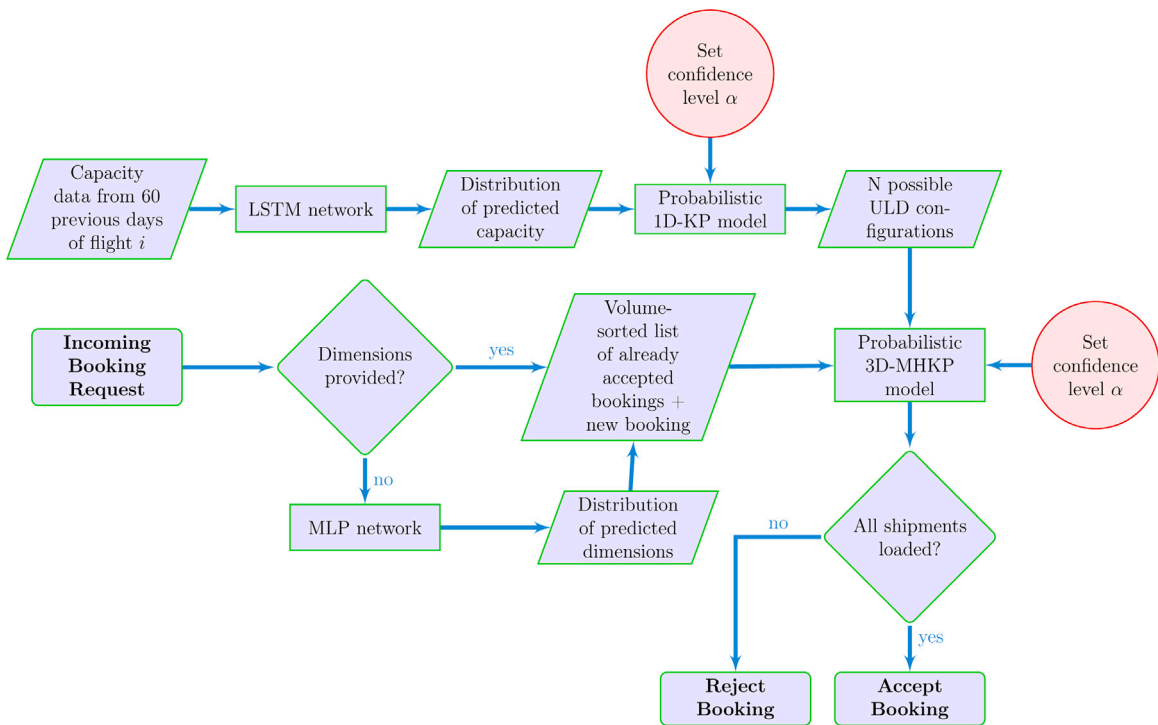 Set
confidence
level α
Capacity
data from 60
previous days
of flight i
LSTM network
Distribution
of predicted
capacity
Probabilistic
1D-KP model
N possible
ULD con-
figurations
Incoming
Booking
Request
Dimensions
provided?
yes
no
Volume-
sorted list
of already
accepted
bookings +
new booking
Probabilistic
3D-MHKP
model
Set
confidence
level α
MLP network
Distribution
of predicted
dimensions
All shipments
loaded?
no
yes
Reject
Booking
Accept
Booking